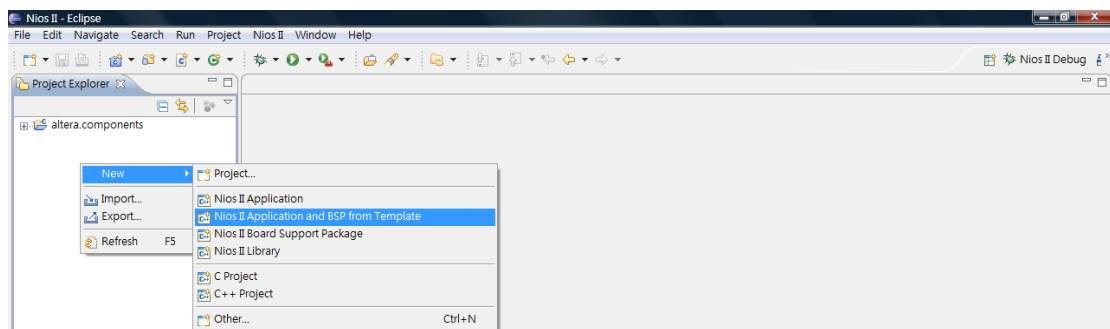 Nios II - Eclipse
File Edit Navigate Search Run Project Nios II Window Help
Nios II Debug
Project Explorer
altera.components
New
Project...
Import...
Nios II Application
Export...
Nios II Application and BSP from Template
Nios II Board Support Package
Refresh F5
Nios II Library
C Project
C++ Project
Other... Ctrl+N